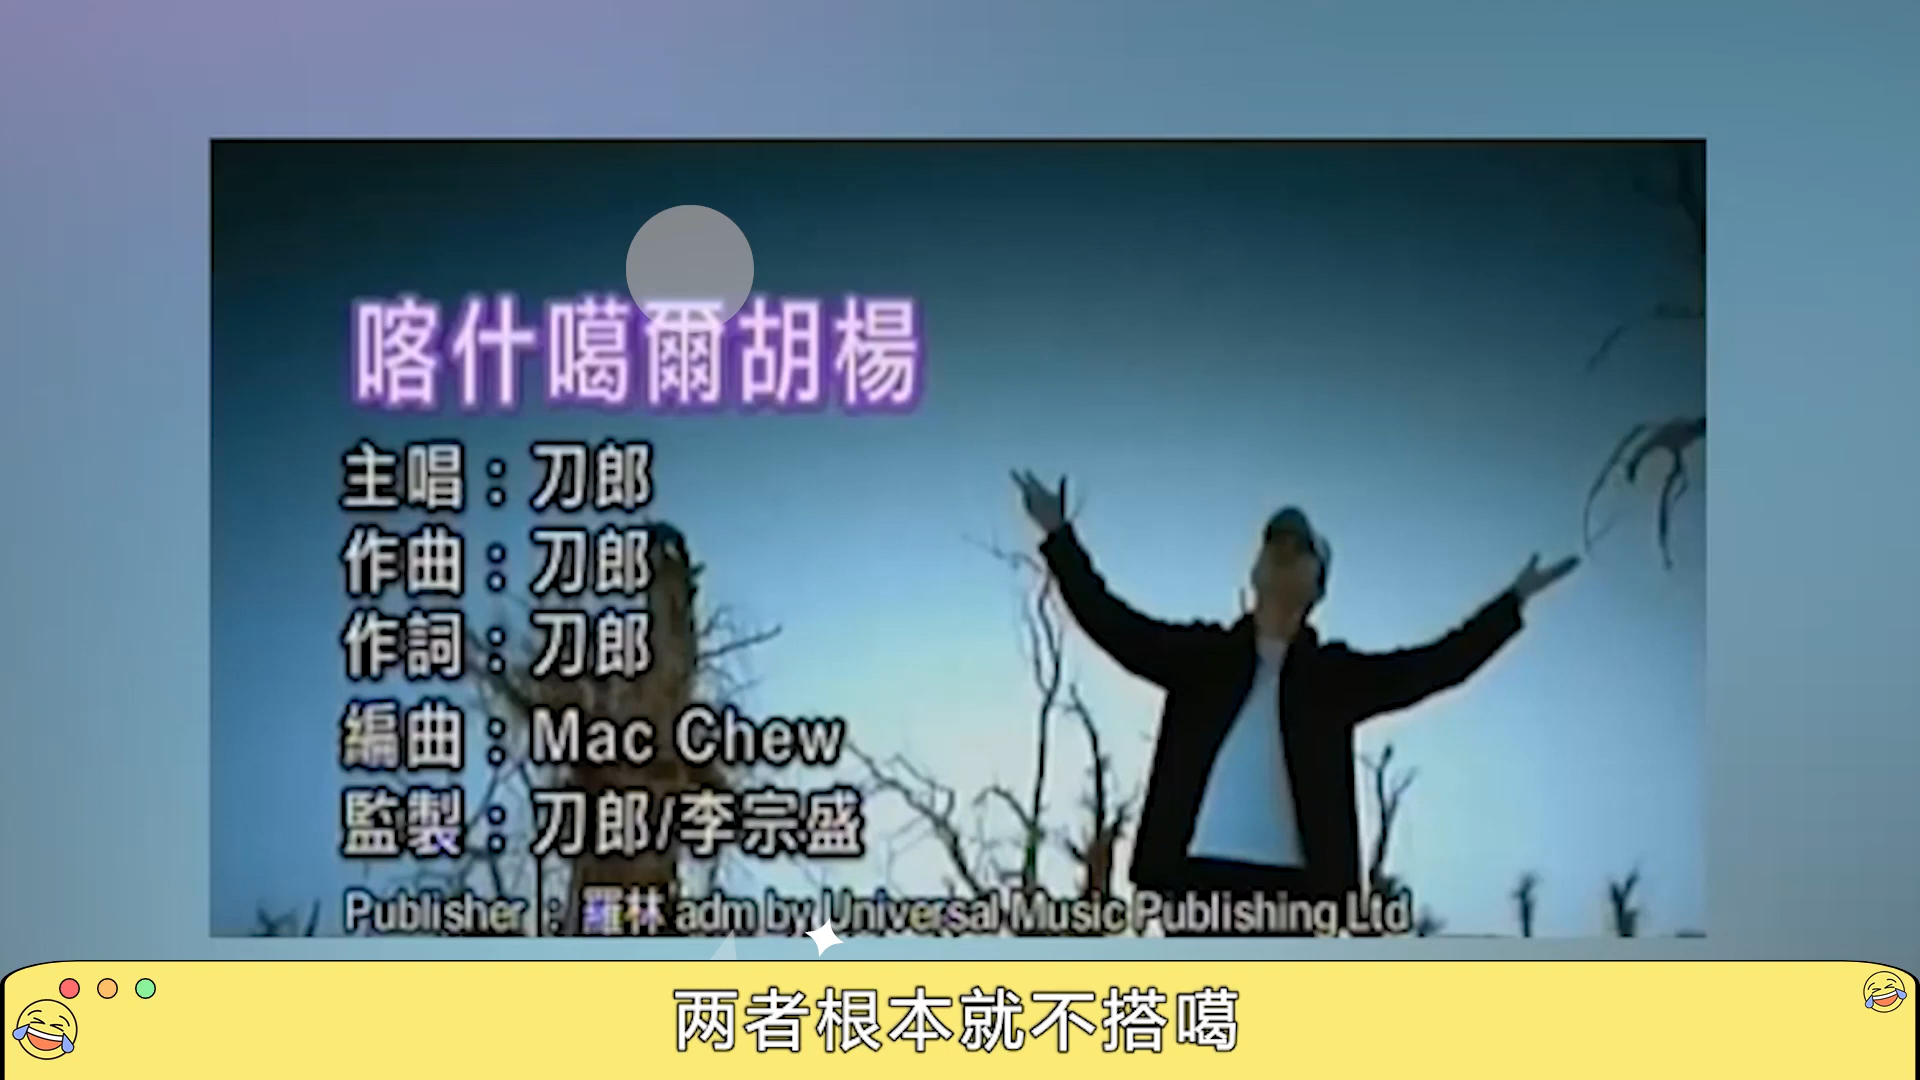 喀什噶爾胡楊
主唱：刀郎
作曲：刀郎
作詞：刀郎
編曲：Mac Chew
監製：刀郎/李宗盛
Publisher : 羅林 adm by Universal Music Publishing Ltd
两者根本就不搭噶